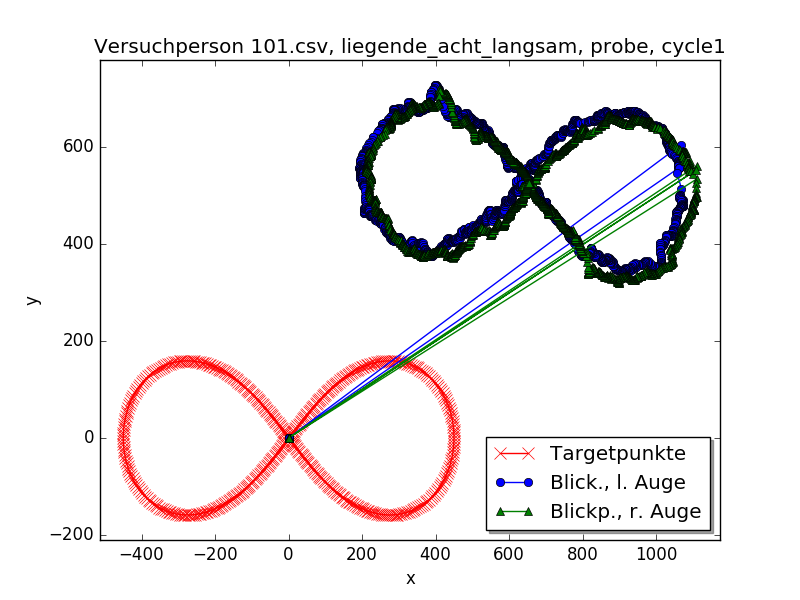 Versuchperson 101.csv, liegende_acht_langsam, probe, cycle1
600
400
200
0
−200
y
Targetpunkte
Blick., l. Auge
Blickp., r. Auge
−400 −200 0 200 400 600 800 1000
x